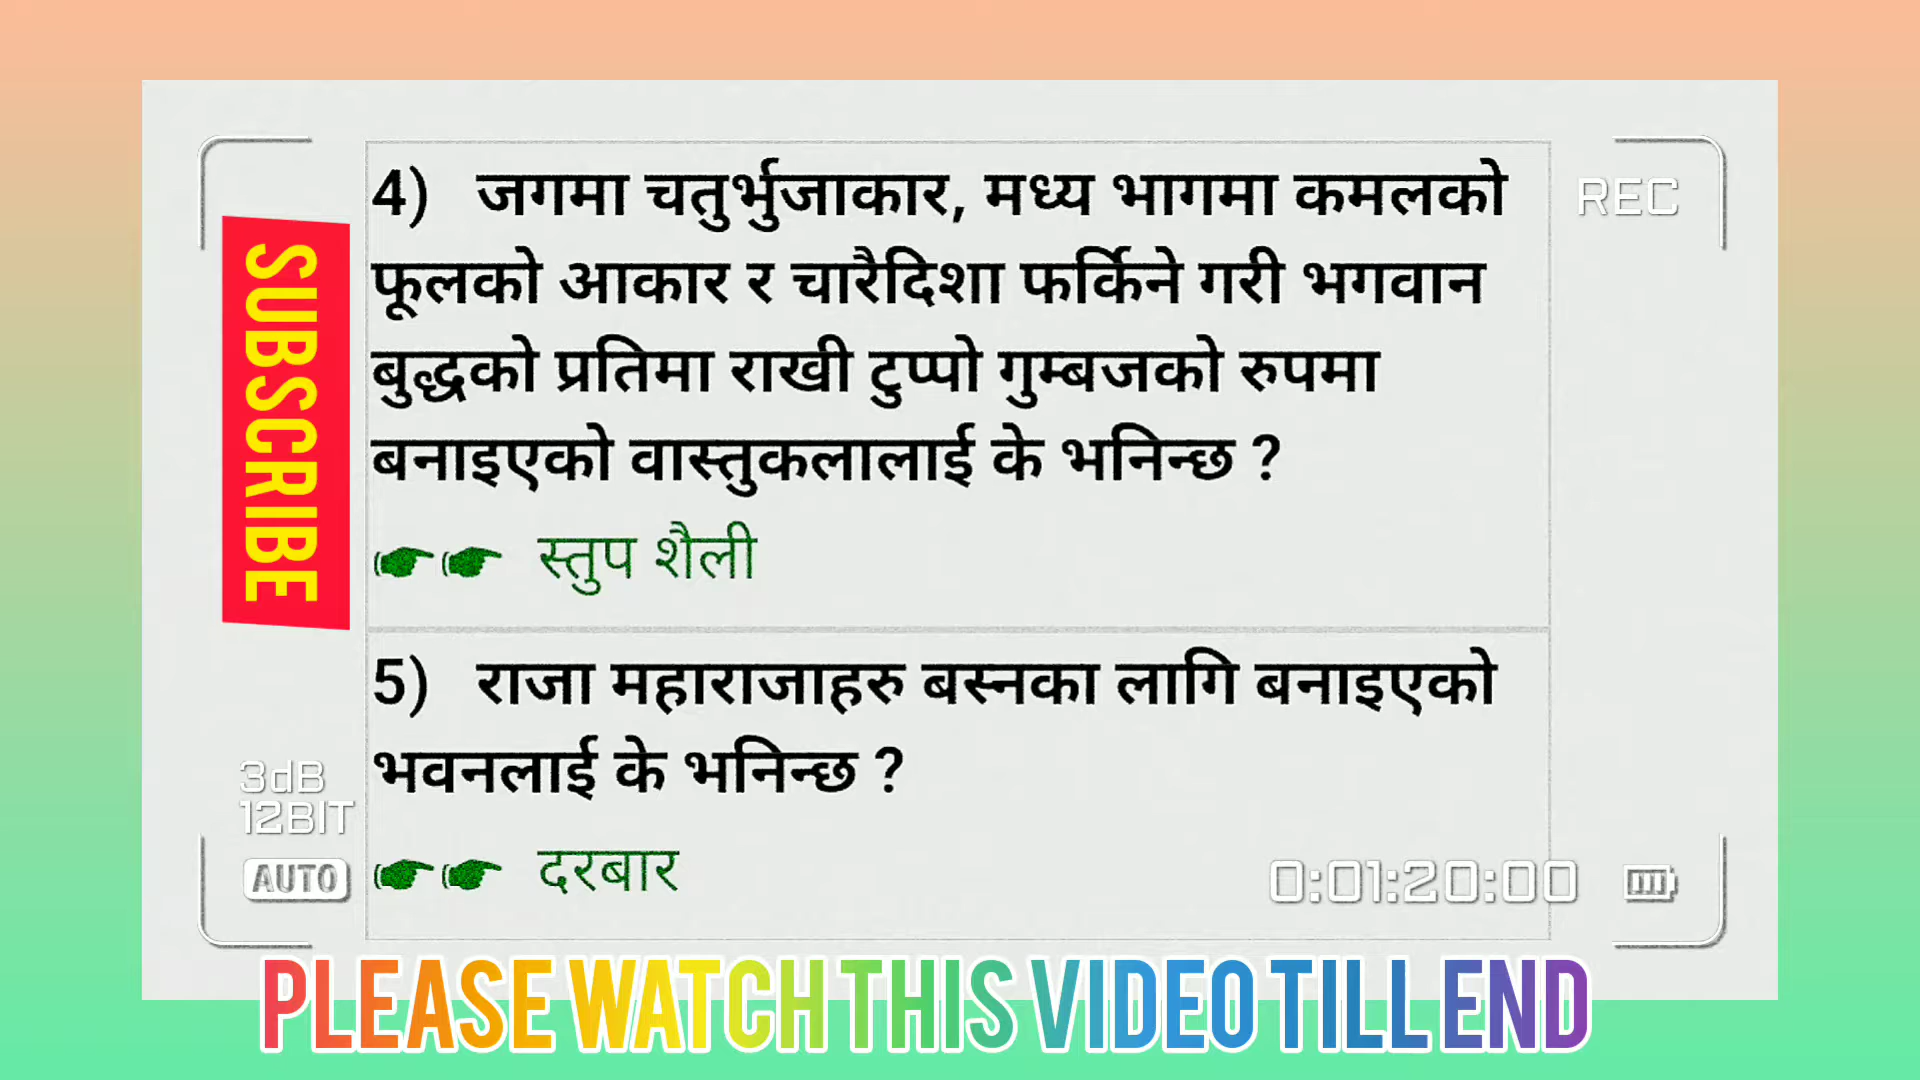 4) जगमा चतुर्भुजाकार, मध्य भागमा कमलको
फूलको आकार र चारैदिशा फर्किने गरी भगवान
बुद्धको प्रतिमा राखी टुप्पो गुम्बजको रुपमा
बनाइएको वास्तुकलालाई के भनिन्छ ?
स्तुप शैली
5) राजा महाराजाहरु बस्नका लागि बनाइएको
भवनलाई के भनिन्छ ?
दरबार
SUBSCRIBE
REC
3dB
12BIT
AUTO
0:01:20:00
PLEASE WATCH THIS VIDEO TILL END